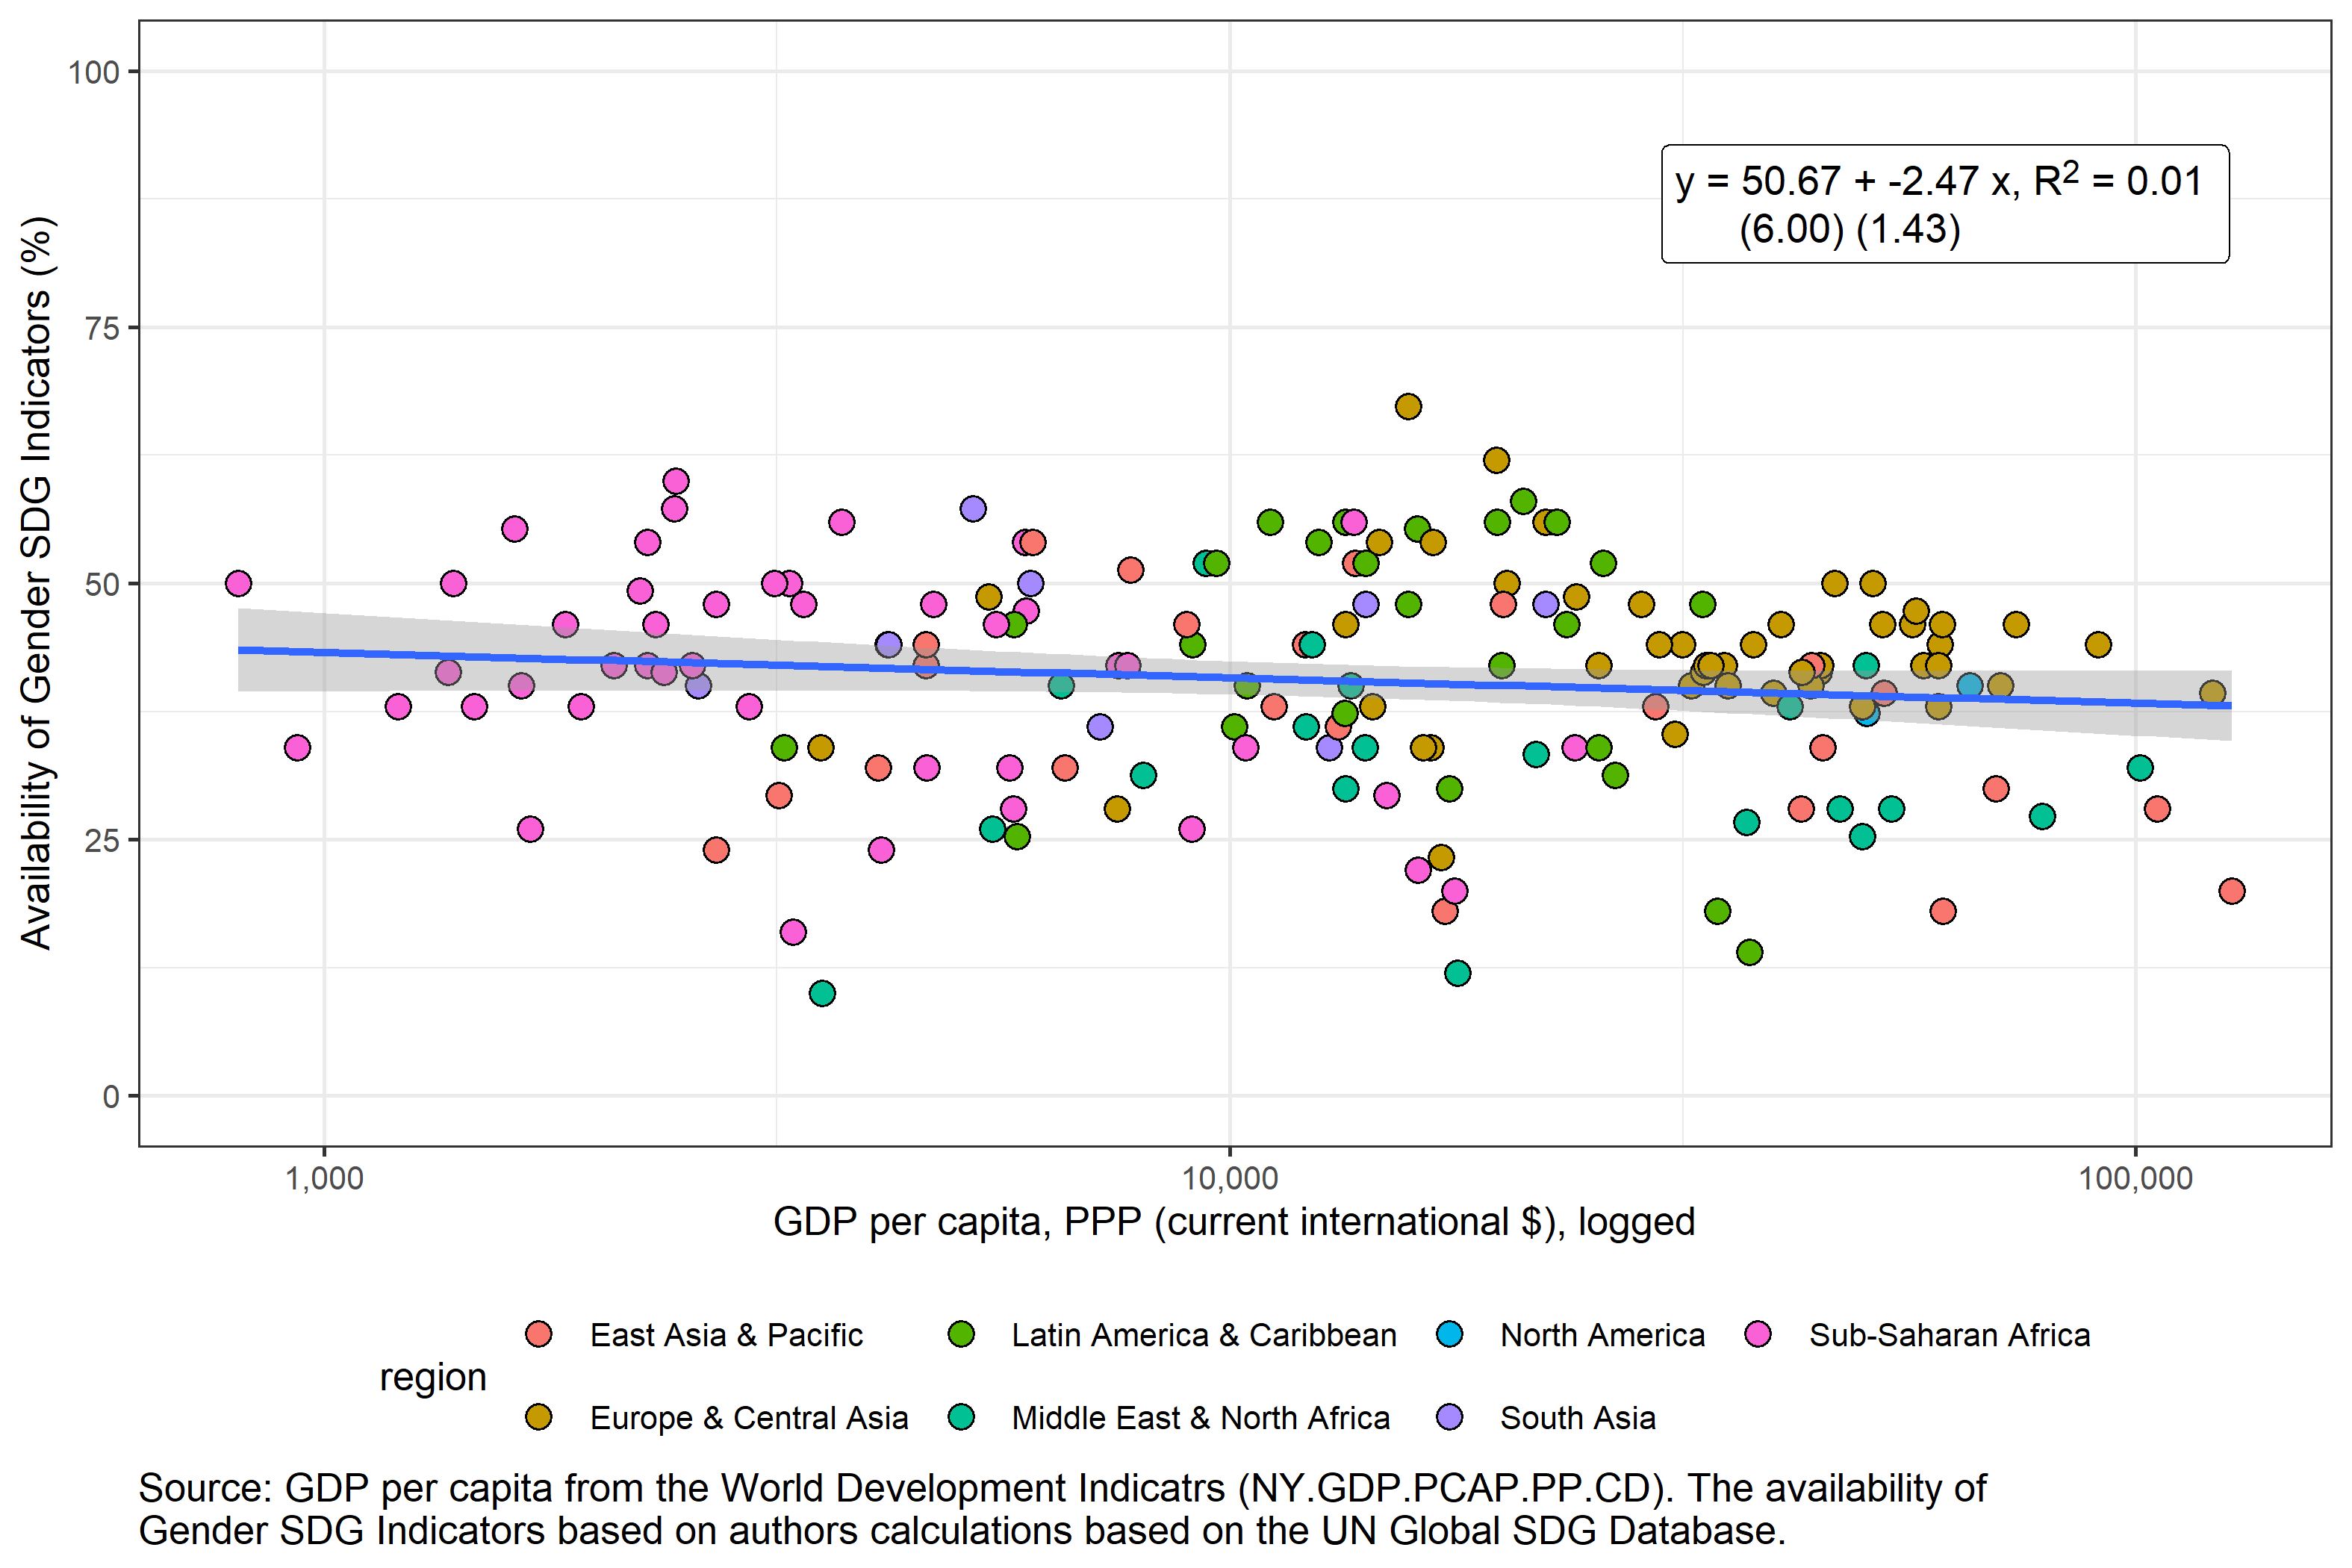 100
75
50
25
0
Availability of Gender SDG Indicators (%)
y = 50.67 + -2.47 x, R² = 0.01
(6.00) (1.43)
1,000
10,000
100,000
GDP per capita, PPP (current international $), logged
region
East Asia & Pacific
Latin America & Caribbean
North America
Sub-Saharan Africa
Europe & Central Asia
Middle East & North Africa
South Asia
Source: GDP per capita from the World Development Indicatrs (NY.GDP.PCAP.PP.CD). The availability of
Gender SDG Indicators based on authors calculations based on the UN Global SDG Database.